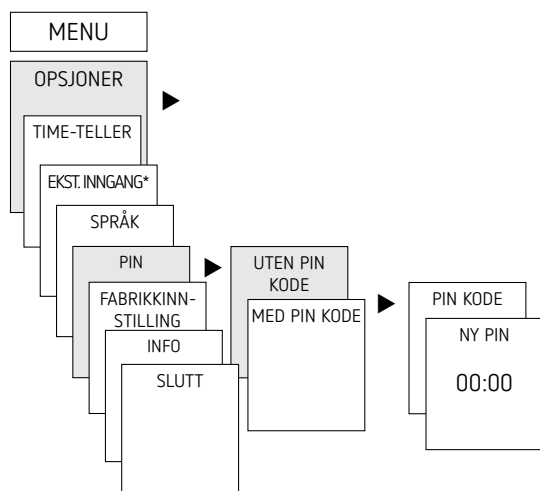 MENU
OPSJONER
TIME-TELLER
EKST. INNGANG*
SPRÅK
PIN
FABRIKKINN-
STILLING
INFO
SLUTT
UTEN PIN
KODE
MED PIN KODE
PIN KODE
NY PIN
00:00